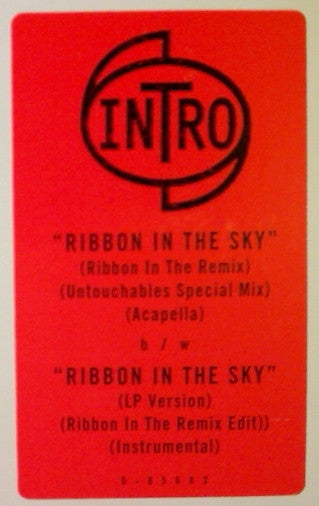 INTRO
"RIBBON IN THE SKY"
(Ribbon In The Remix)
(Untouchables Special Mix)
(Acapella)
b / w
"RIBBON IN THE SKY"
(LP Version)
(Ribbon In The Remix Edit))
(Instrumental)